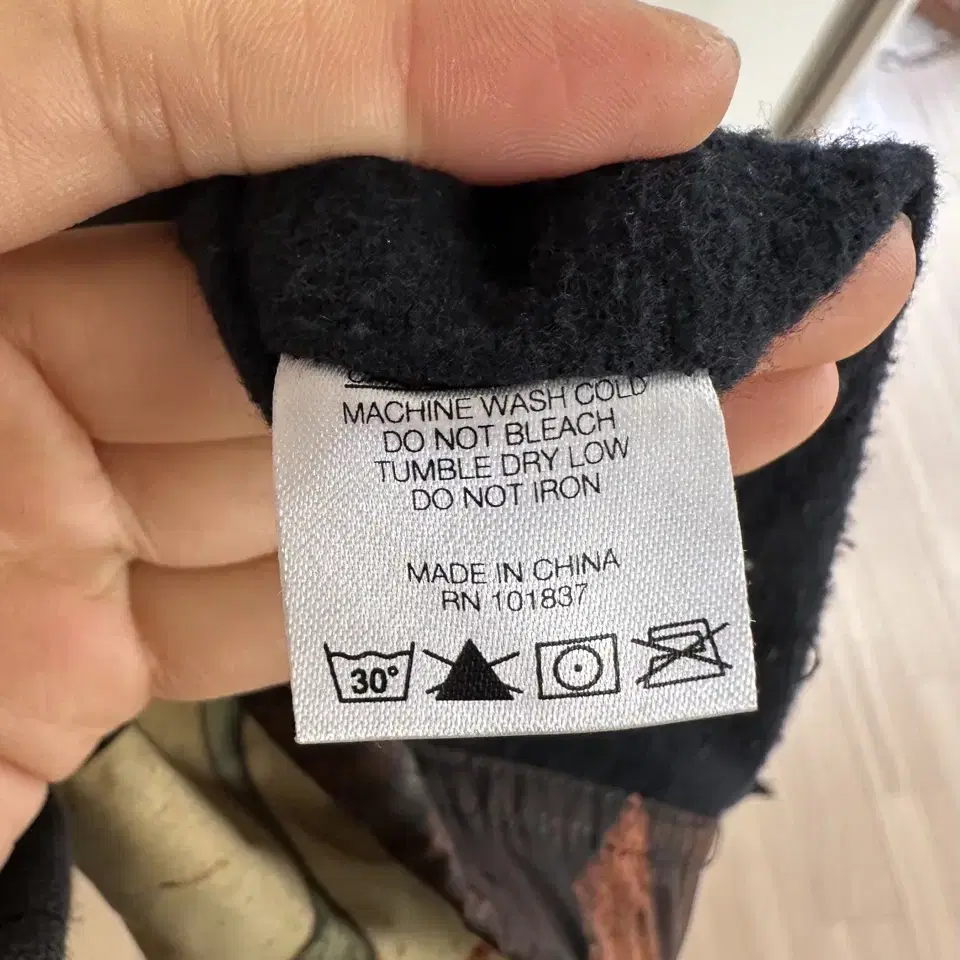 MACHINE WASH COLD
DO NOT BLEACH
TUMBLE DRY LOW
DO NOT IRON
MADE IN CHINA
RN 101837
30°